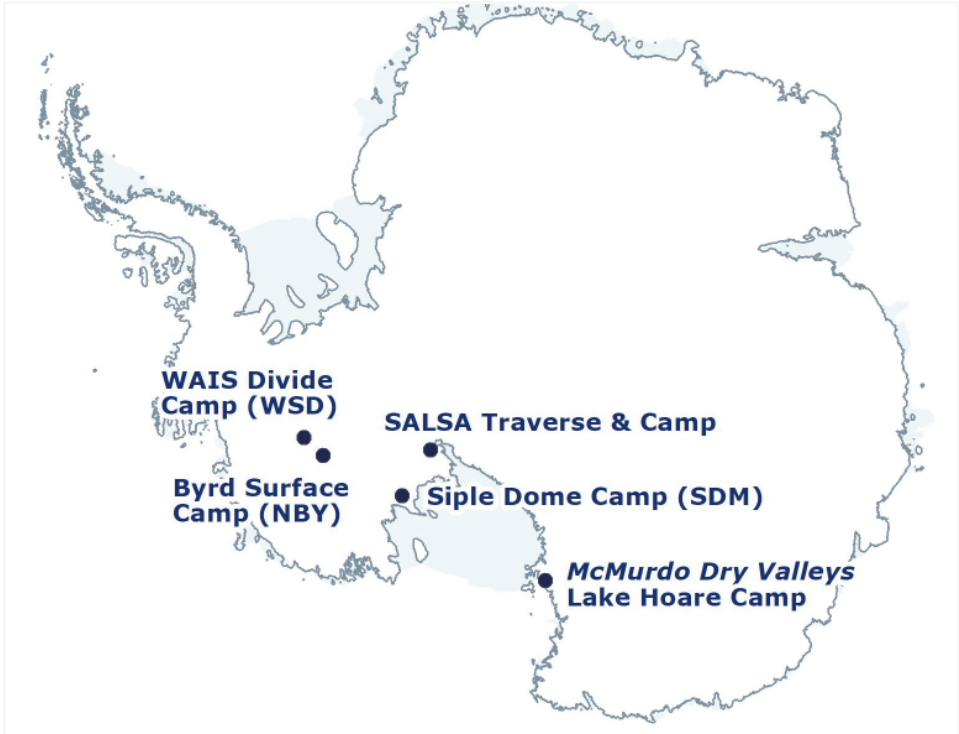 WAIS Divide
Camp (WSD)
SALSA Traverse & Camp
Byrd Surface
Camp (NBY)
Siple Dome Camp (SDM)
McMurdo Dry Valleys
Lake Hoare Camp